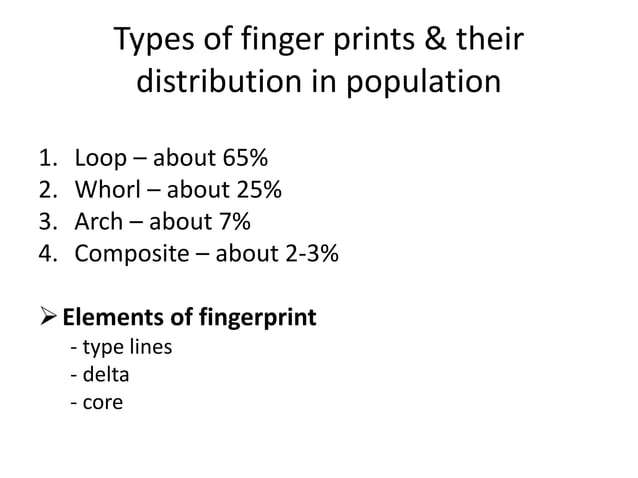 Types of finger prints & their
distribution in population
1. Loop – about 65%
2. Whorl – about 25%
3. Arch – about 7%
4. Composite – about 2-3%
➢ Elements of fingerprint
- type lines
- delta
- core